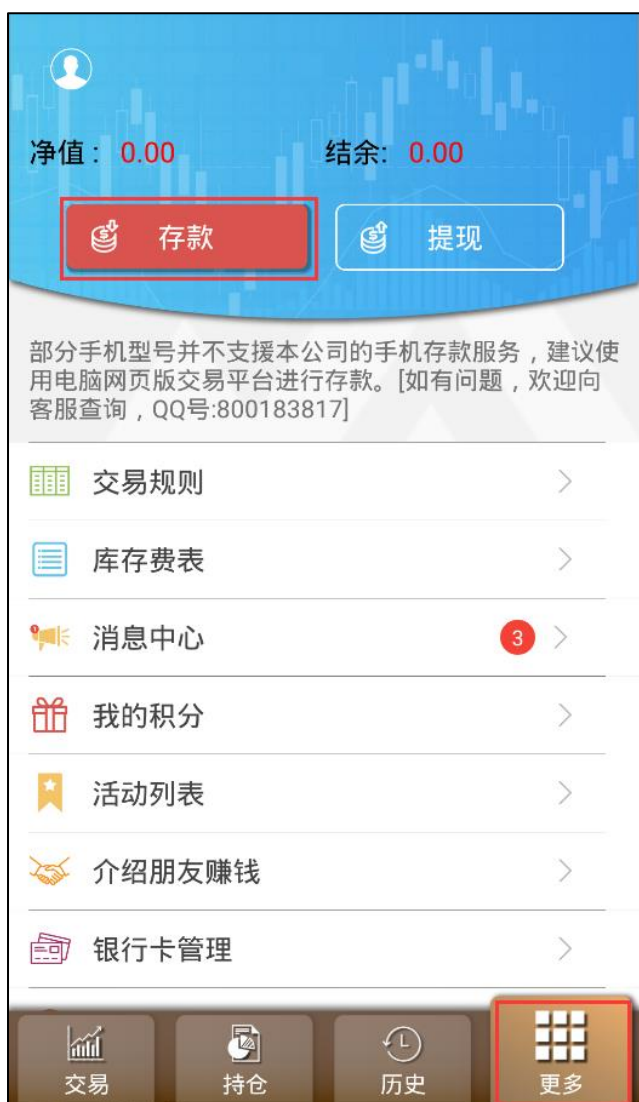 净值: 0.00 结余: 0.00
存款 提现
部分手机型号并不支援本公司的手机存款服务，建议使
用电脑网页版交易平台进行存款。[如有问题，欢迎向
客服查询，QQ号:800183817]
交易规则
库存费表
消息中心 3
我的积分
活动列表
介绍朋友赚钱
银行卡管理
交易 持仓 历史 更多